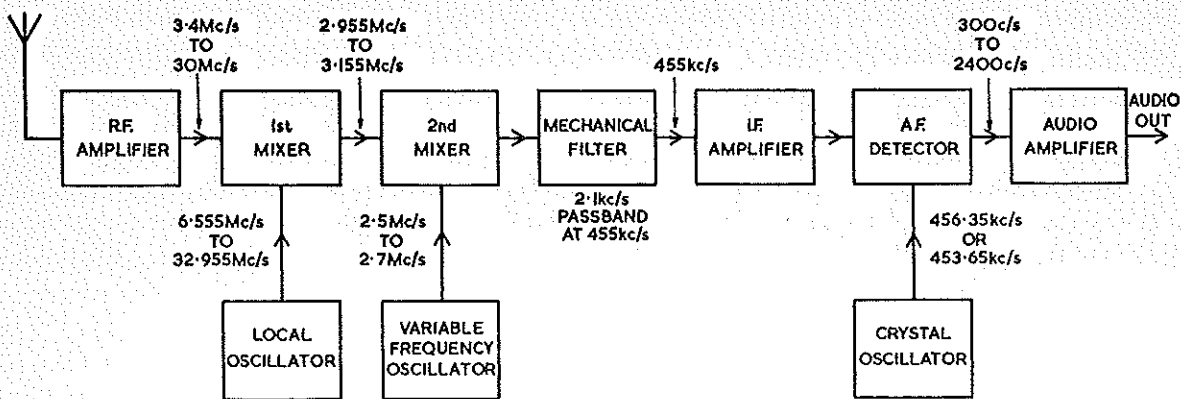 3·4Mc/s
TO
30Mc/s
2·955Mc/s
TO
3·155Mc/s
455kc/s
300c/s
TO
2400c/s
R.F.
AMPLIFIER
1st
MIXER
2nd
MIXER
MECHANICAL
FILTER
I.F.
AMPLIFIER
A.F.
DETECTOR
AUDIO
AMPLIFIER
AUDIO
OUT
6·555Mc/s
TO
32·955Mc/s
2·5Mc/s
TO
2·7Mc/s
2·1kc/s
PASSBAND
AT 455kc/s
456·35kc/s
OR
453·65kc/s
LOCAL
OSCILLATOR
VARIABLE
FREQUENCY
OSCILLATOR
CRYSTAL
OSCILLATOR